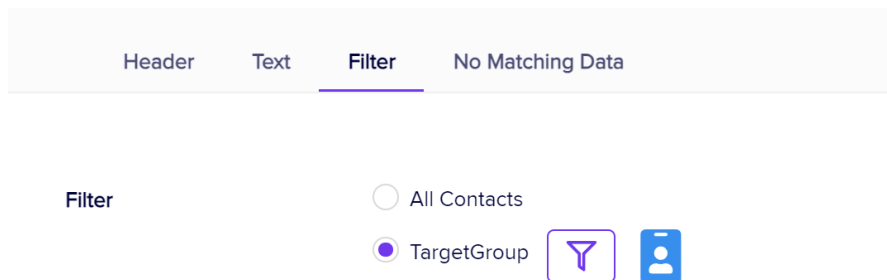 Header Text Filter No Matching Data
Filter All Contacts
TargetGroup